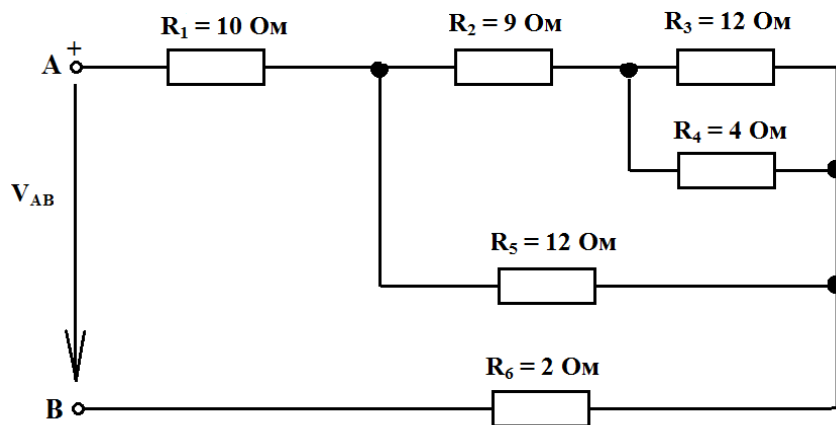 R₁ = 10 Ом
R₂ = 9 Ом
R₃ = 12 Ом
A
+
R₄ = 4 Ом
V_AB
R₅ = 12 Ом
R₆ = 2 Ом
B